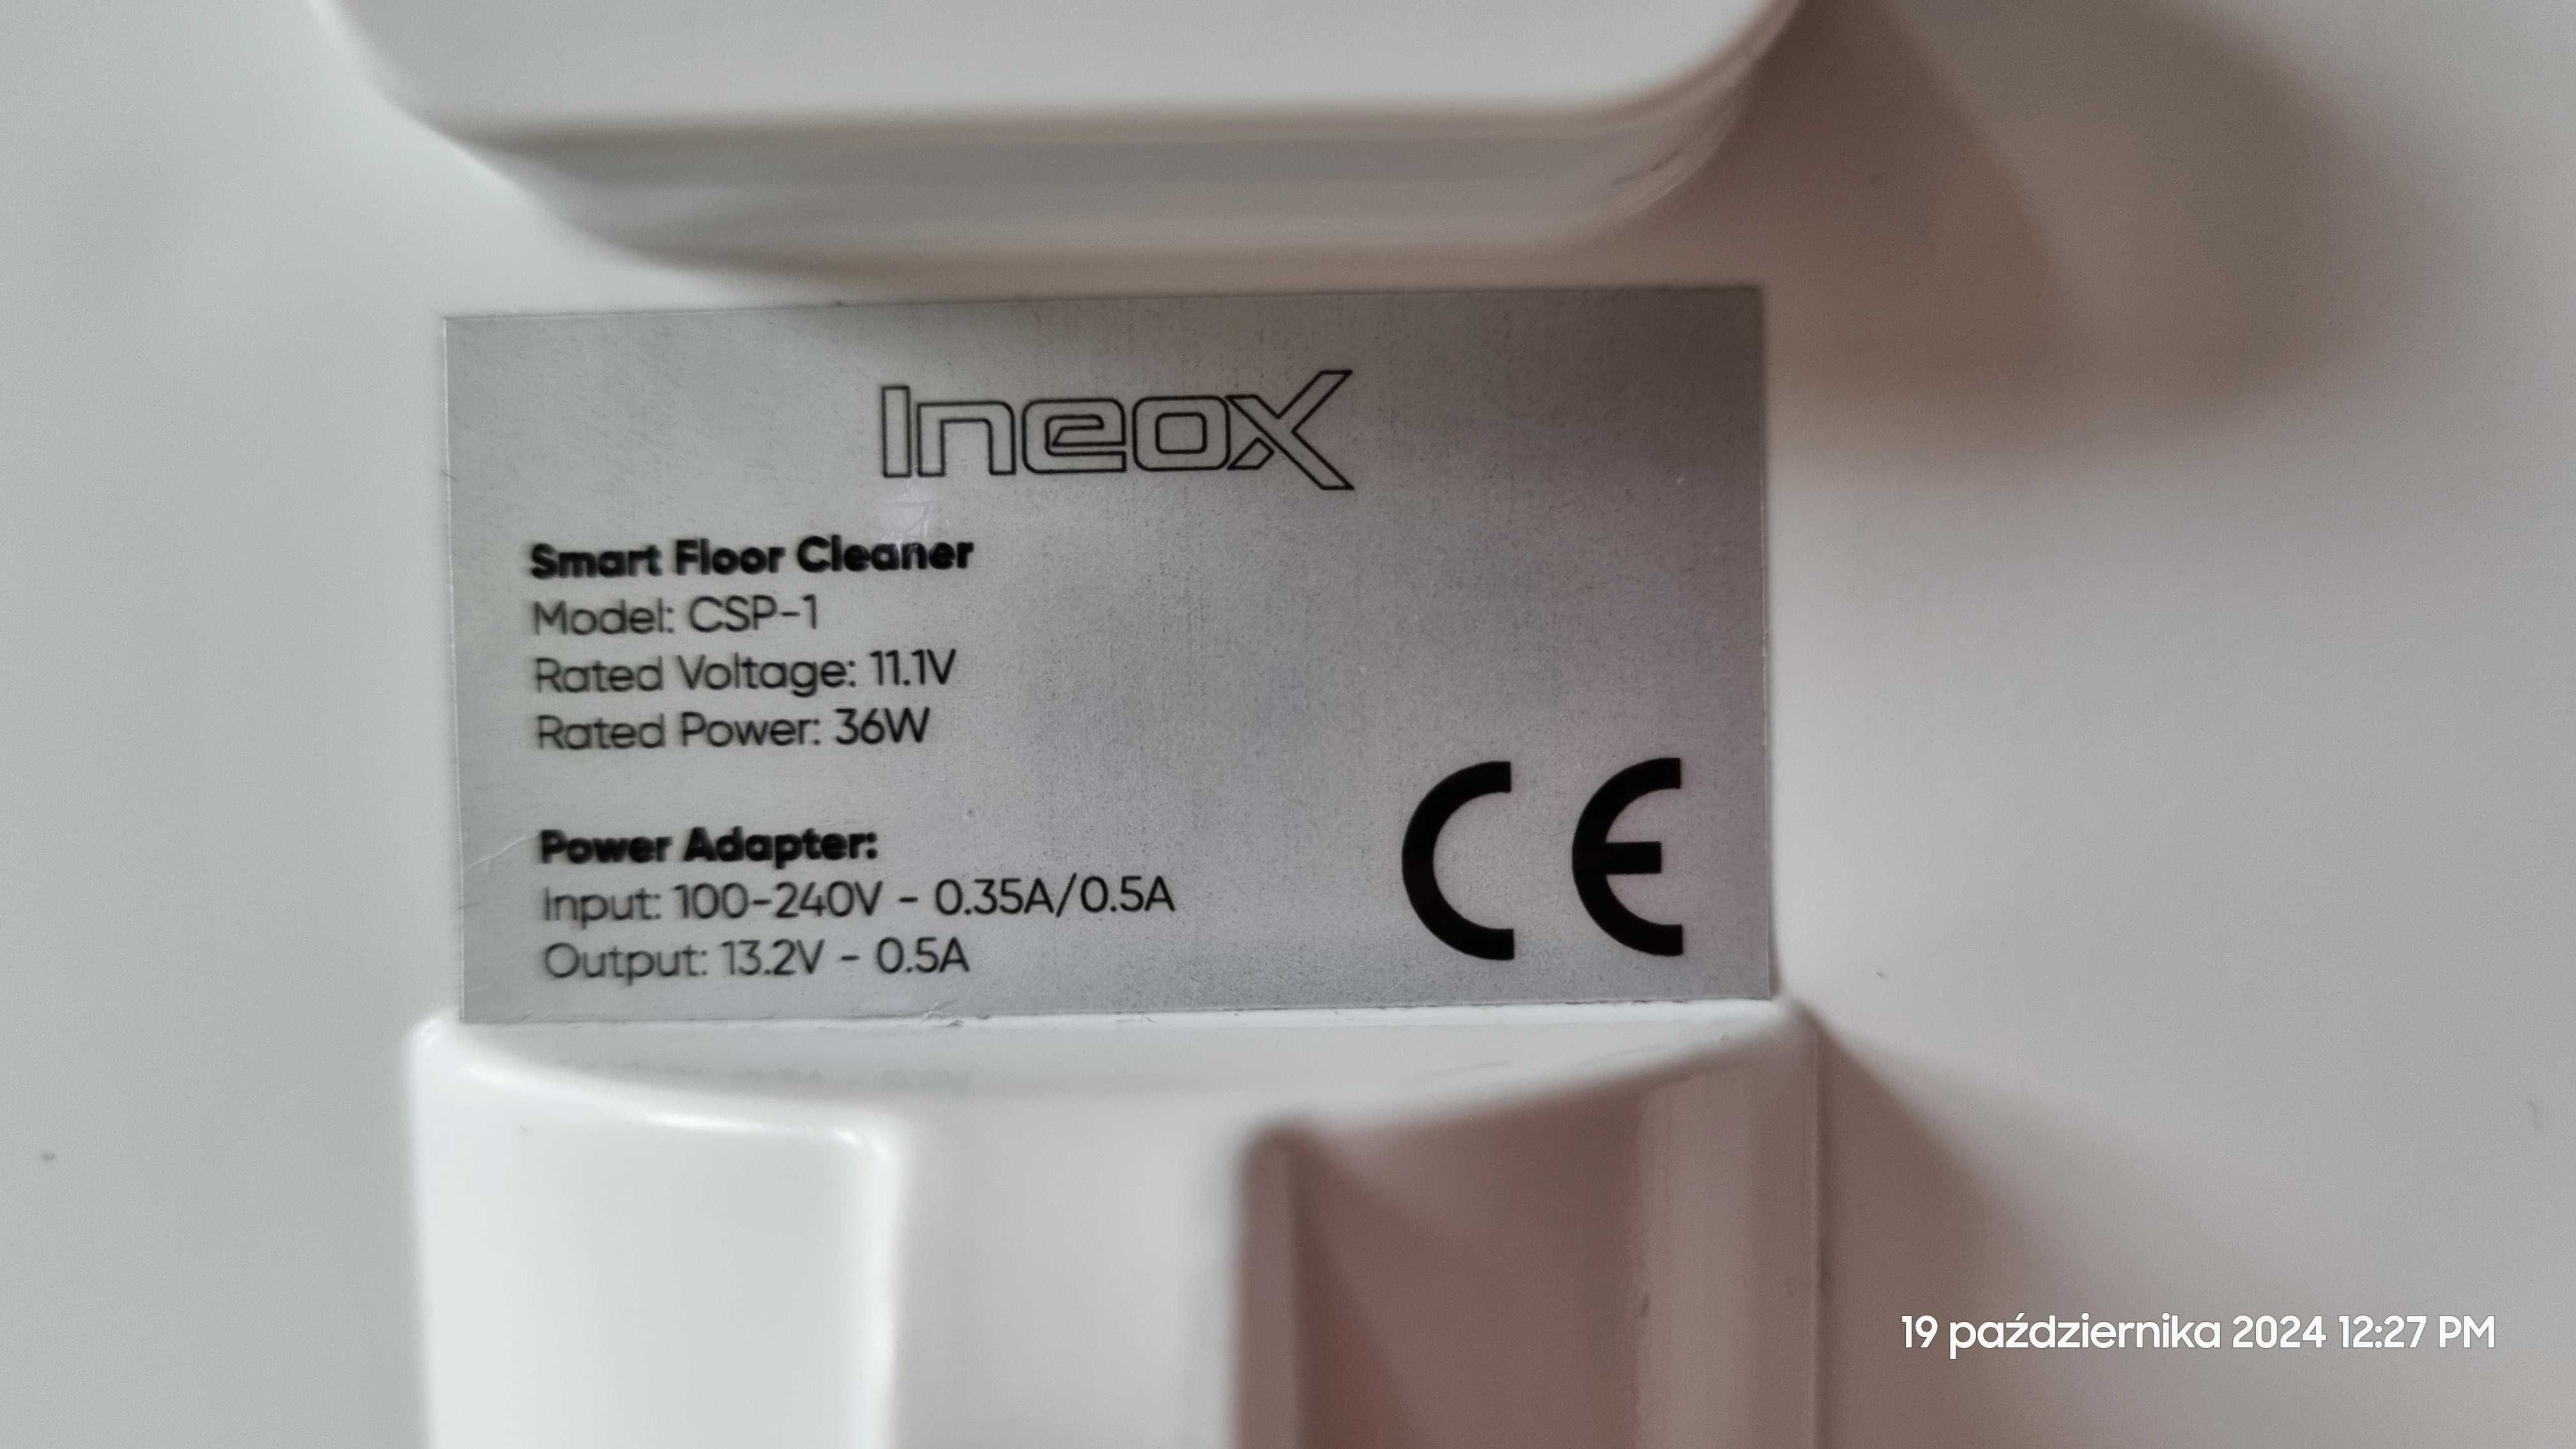 Ineox
Smart Floor Cleaner
Model: CSP-1
Rated Voltage: 11.1V
Rated Power: 36W
Power Adapter:
Input: 100-240V - 0.35A/0.5A
Output: 13.2V - 0.5A
CE
19 października 2024 12:27 PM